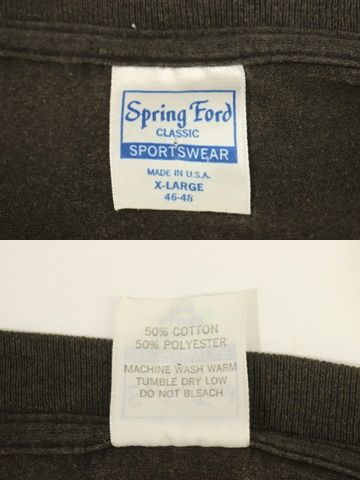 Spring Ford
CLASSIC
SPORTSWEAR
MADE IN U.S.A.
X-LARGE
46-48
50% COTTON
50% POLYESTER
MACHINE WASH WARM
TUMBLE DRY LOW
DO NOT BLEACH